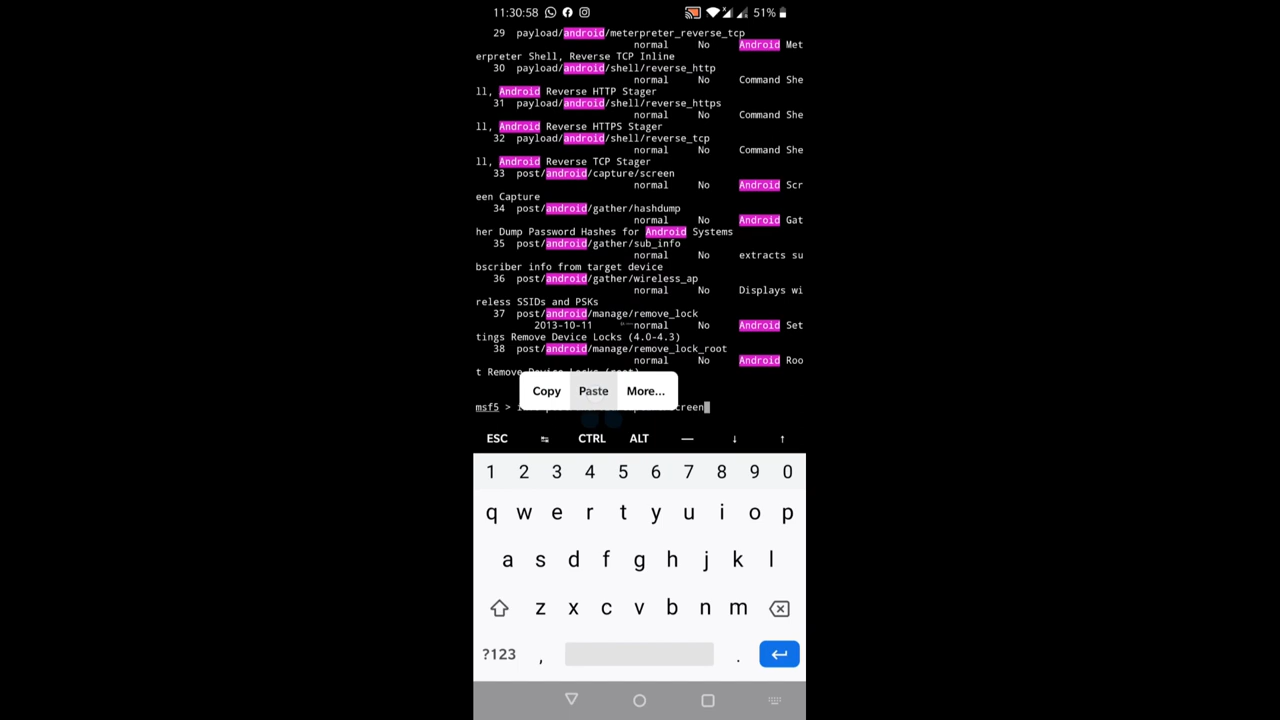 11:30:58 51%
29 payload/android/meterpreter_reverse_tcp
normal No Android Met
erpreter Shell, Reverse TCP Inline
30 payload/android/shell/reverse_http
normal No Command She
ll, Android Reverse HTTP Stager
31 payload/android/shell/reverse_https
normal No Command She
ll, Android Reverse HTTPS Stager
32 payload/android/shell/reverse_tcp
normal No Command She
ll, Android Reverse TCP Stager
33 post/android/capture/screen
normal No Android Scr
een Capture
34 post/android/gather/hashdump
normal No Android Gat
her Dump Password Hashes for Android Systems
35 post/android/gather/sub_info
normal No extracts su
bscriber info from target device
36 post/android/gather/wireless_ap
normal No Displays wi
reless SSIDs and PSKs
37 post/android/manage/remove_lock
2013-10-11 normal No Android Set
tings Remove Device Locks (4.0-4.3)
38 post/android/manage/remove_lock_root
normal No Android Roo
t Remove Device Locks (root)
Copy Paste More...
msf5 > creen
ESC CTRL ALT — ↓ ↑
1 2 3 4 5 6 7 8 9 0
q w e r t y u i o p
a s d f g h j k l
z x c v b n m
?123 , .